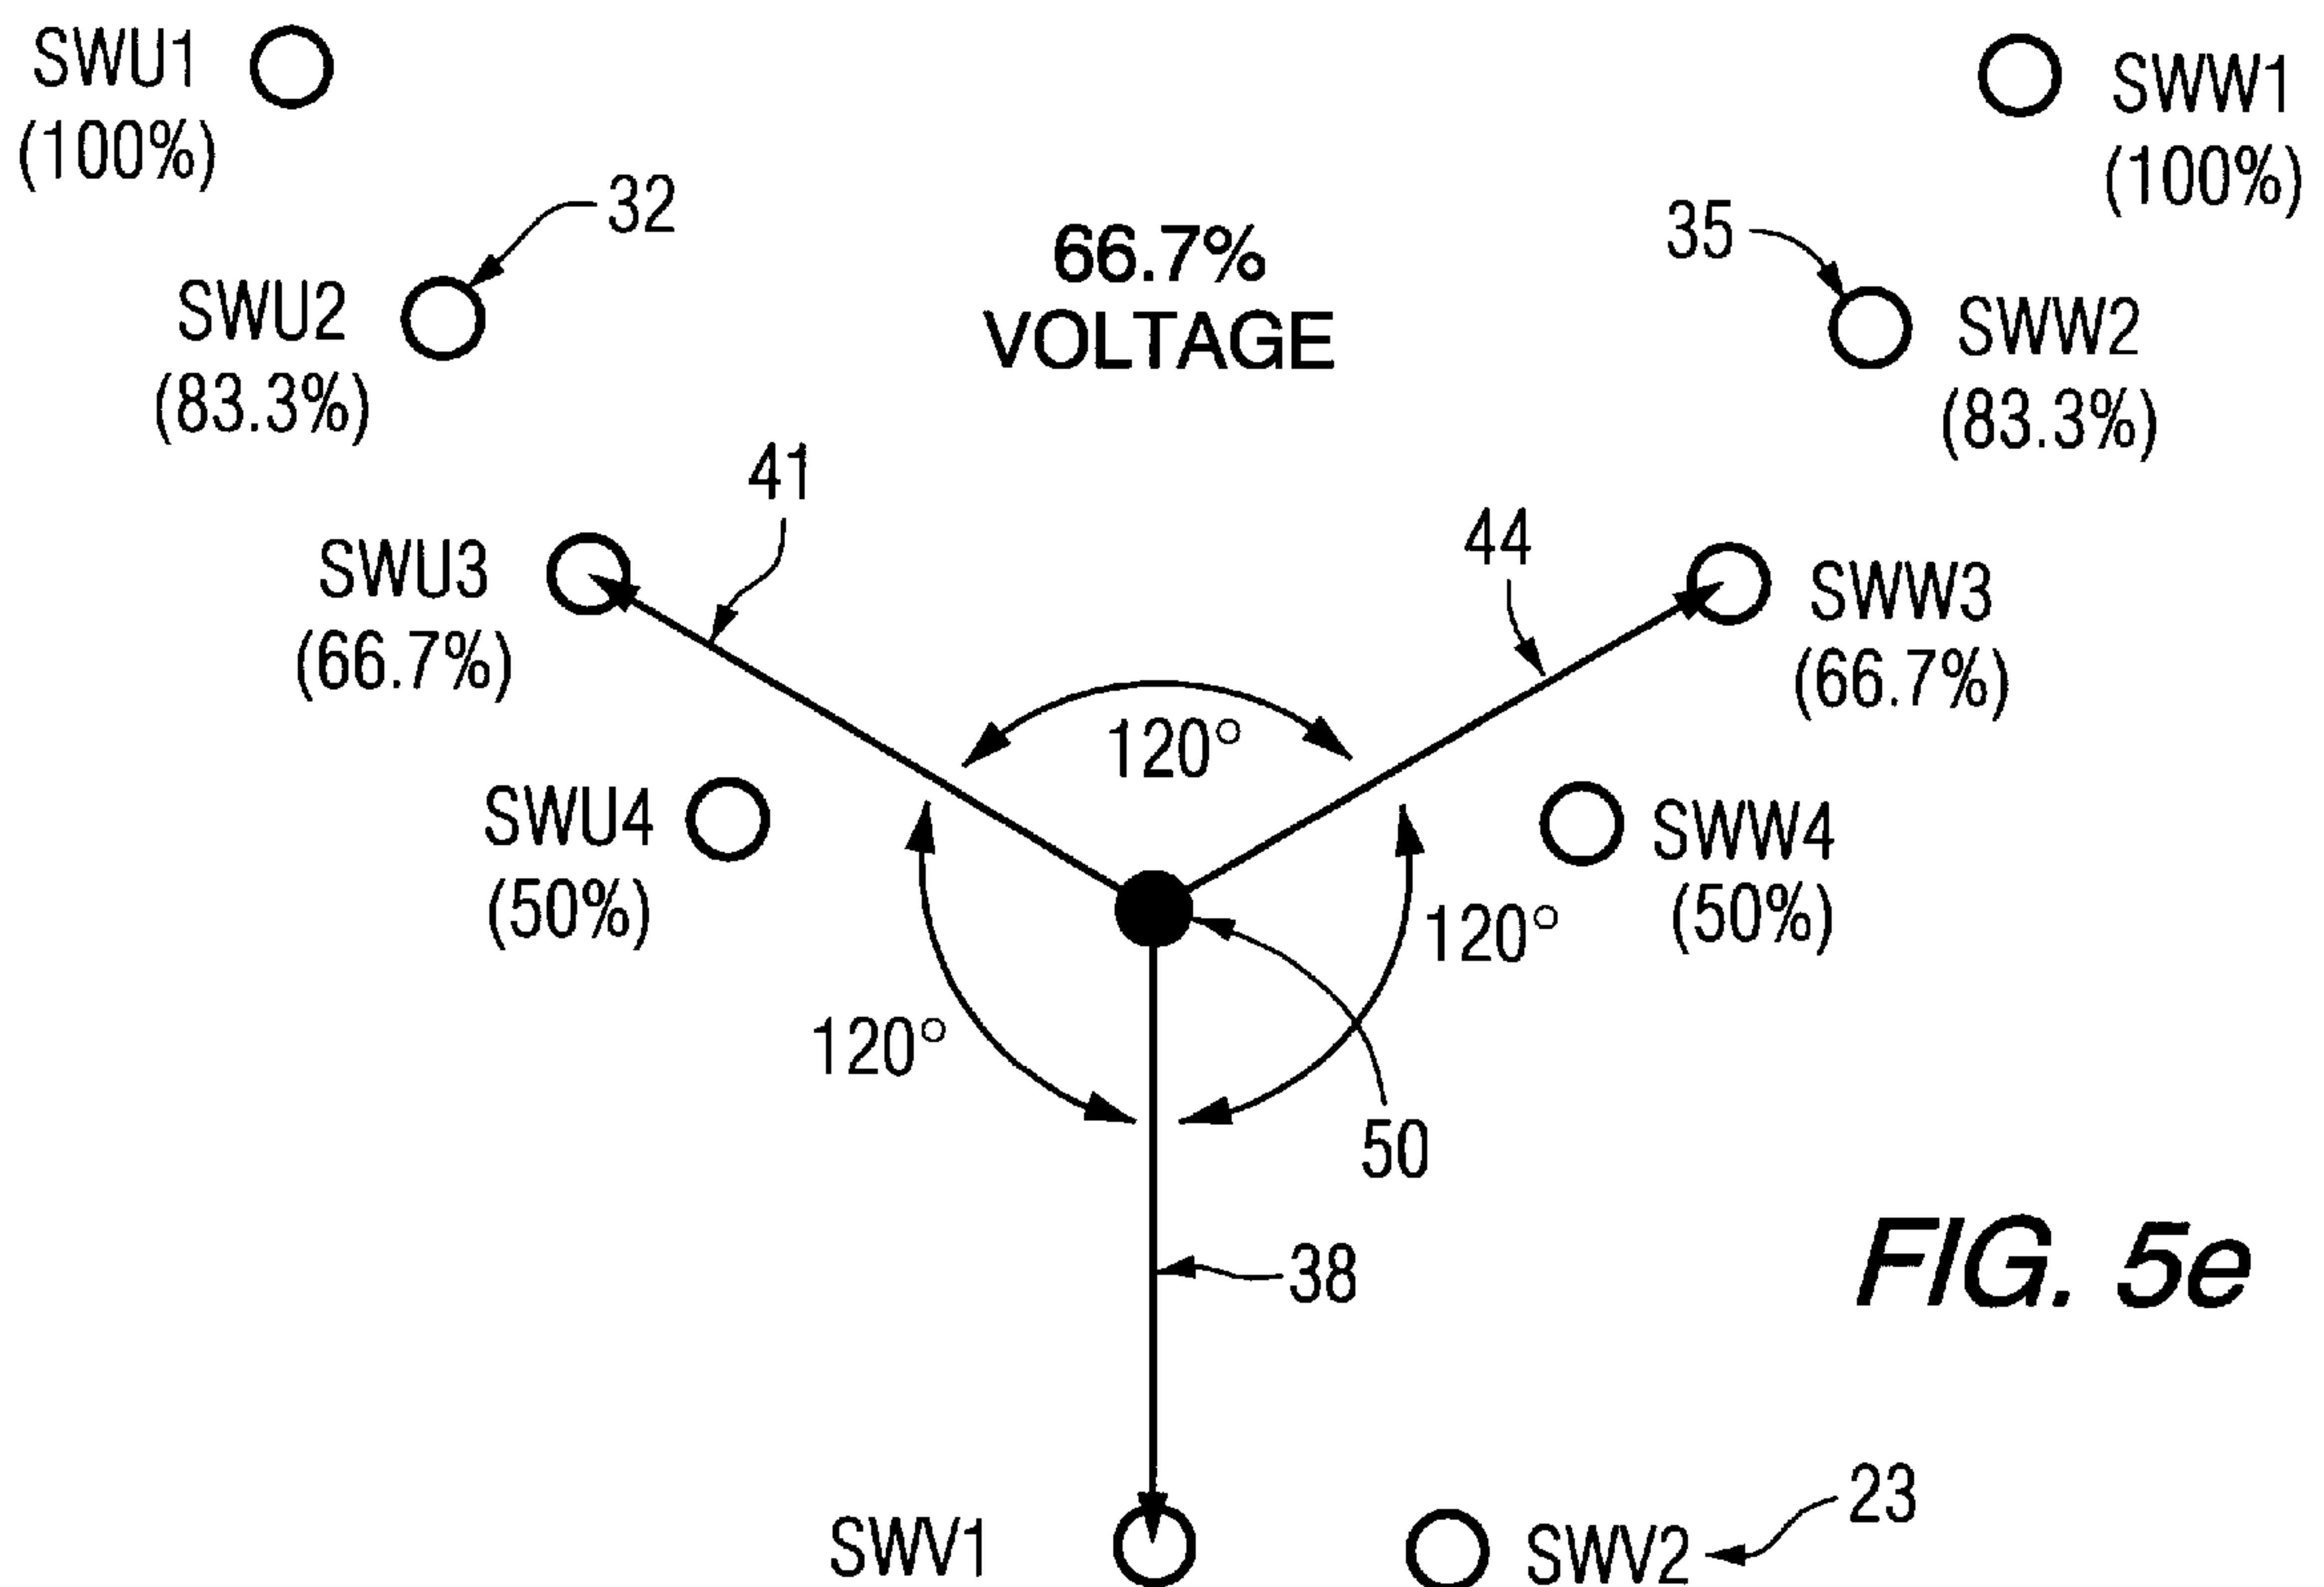 SWU1
(100%)
SWW1
(100%)
32
SWU2
(83.3%)
66.7%
VOLTAGE
35
SWW2
(83.3%)
41
SWU3
(66.7%)
44
SWW3
(66.7%)
120°
SWU4
(50%)
SWW4
(50%)
120°
120°
50
38
FIG. 5e
SWV1
SWV2
23